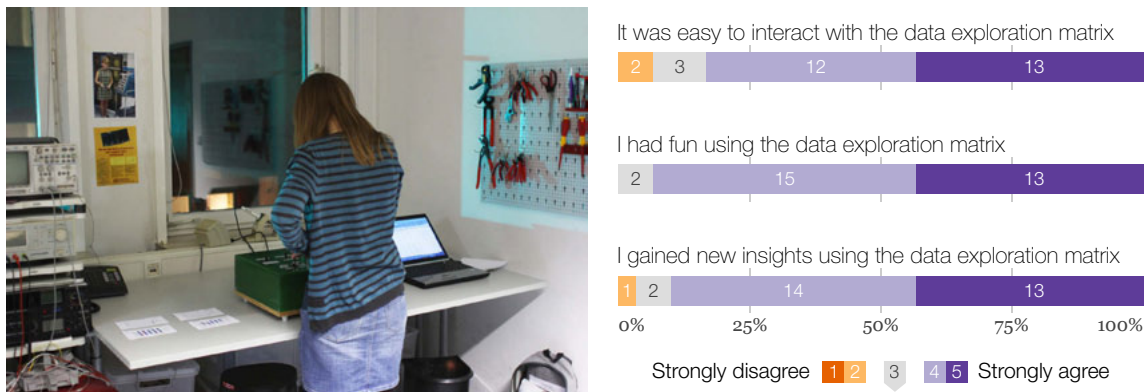 It was easy to interact with the data exploration matrix
2 3 12 13
I had fun using the data exploration matrix
2 15 13
I gained new insights using the data exploration matrix
1 2 14 13
0% 25% 50% 75% 100%
Strongly disagree 1 2 3 4 5 Strongly agree